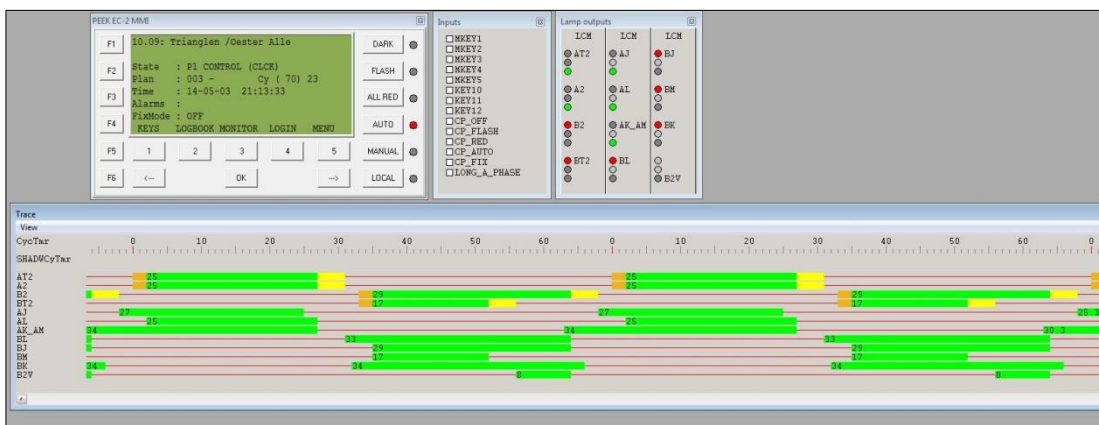 PEEK EC-2 MMI
F1
10.09: Trianglen /Oester Alle
DARK
F2
State : P1 CONTROL (CLCK)
FLASH
Plan : 003 - Cy ( 70) 23
F3
Time : 14-05-03 21:13:33
ALL RED
Alarms :
F4
FixMode : OFF
AUTO
KEYS LOGBOOK MONITOR LOGIN MENU
F5 1 2 3 4 5 MANUAL
F6 <-- OK --> LOCAL
Inputs
MKEY1
MKEY2
MKEY3
MKEY4
MKEY5
KEY10
KEY11
KEY12
CP_OFF
CP_FLASH
CP_RED
CP_AUTO
CP_FIX
LONG_A_PHASE
Lamp outputs
LCM LCM LCM
AT2 AJ BJ
A2 AL BM
B2 AK_AM BK
BT2 BL
B2V
Trace
View
CycTmr 0 10 20 30 40 50 60 0 10 20 30 40 50 60 0
SHADWCyTmr
AT2 25 25
A2 25 25
B2 29 29
BT2 17 17
AJ 27 27 25.3
AL 25 25
AK_AM 34 34 30.3
BL 33 33
BJ 29 29
BM 17 17
BK 34 34 34
B2V 8 8